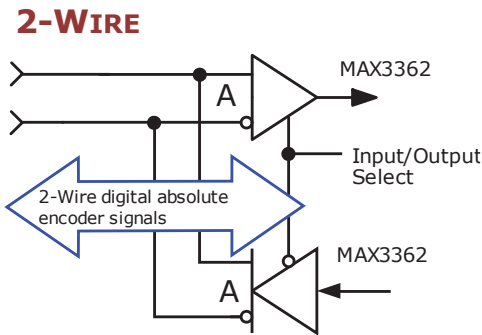 2-WIRE
MAX3362
A
Input/Output
Select
2-Wire digital absolute
encoder signals
MAX3362
A